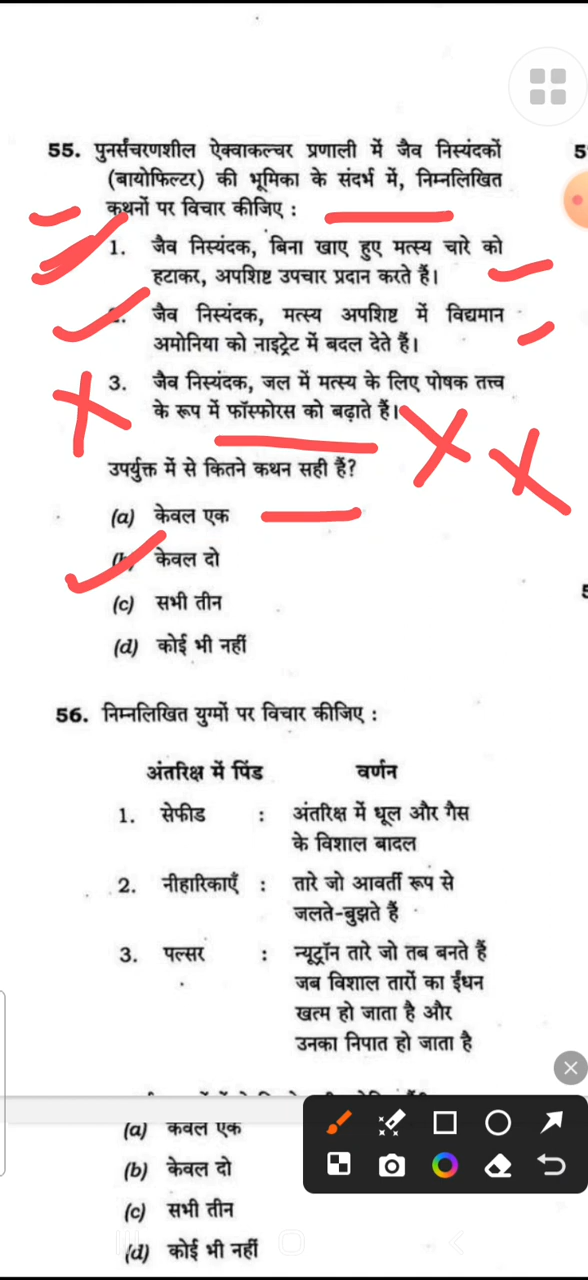 55. पुनर्संचरणशील ऐक्वाकल्चर प्रणाली में जैव निस्यंदकों
(बायोफिल्टर) की भूमिका के संदर्भ में, निम्नलिखित
कथनों पर विचार कीजिए :
1. जैव निस्यंदक, बिना खाए हुए मत्स्य चारे को
हटाकर, अपशिष्ट उपचार प्रदान करते हैं।
2. जैव निस्यंदक, मत्स्य अपशिष्ट में विद्यमान
अमोनिया को नाइट्रेट में बदल देते हैं।
3. जैव निस्यंदक, जल में मत्स्य के लिए पोषक तत्त्व
के रूप में फॉस्फोरस को बढ़ाते हैं।
उपर्युक्त में से कितने कथन सही हैं?
(a) केवल एक
(b) केवल दो
(c) सभी तीन
(d) कोई भी नहीं
56. निम्नलिखित युग्मों पर विचार कीजिए :
अंतरिक्ष में पिंड वर्णन
1. सेफीड : अंतरिक्ष में धूल और गैस
के विशाल बादल
2. नीहारिकाएँ : तारे जो आवर्ती रूप से
जलते-बुझते हैं
3. पल्सर : न्यूट्रॉन तारे जो तब बनते हैं
जब विशाल तारों का ईंधन
खत्म हो जाता है और
उनका निपात हो जाता है
(a) केवल एक
(b) केवल दो
(c) सभी तीन
(d) कोई भी नहीं